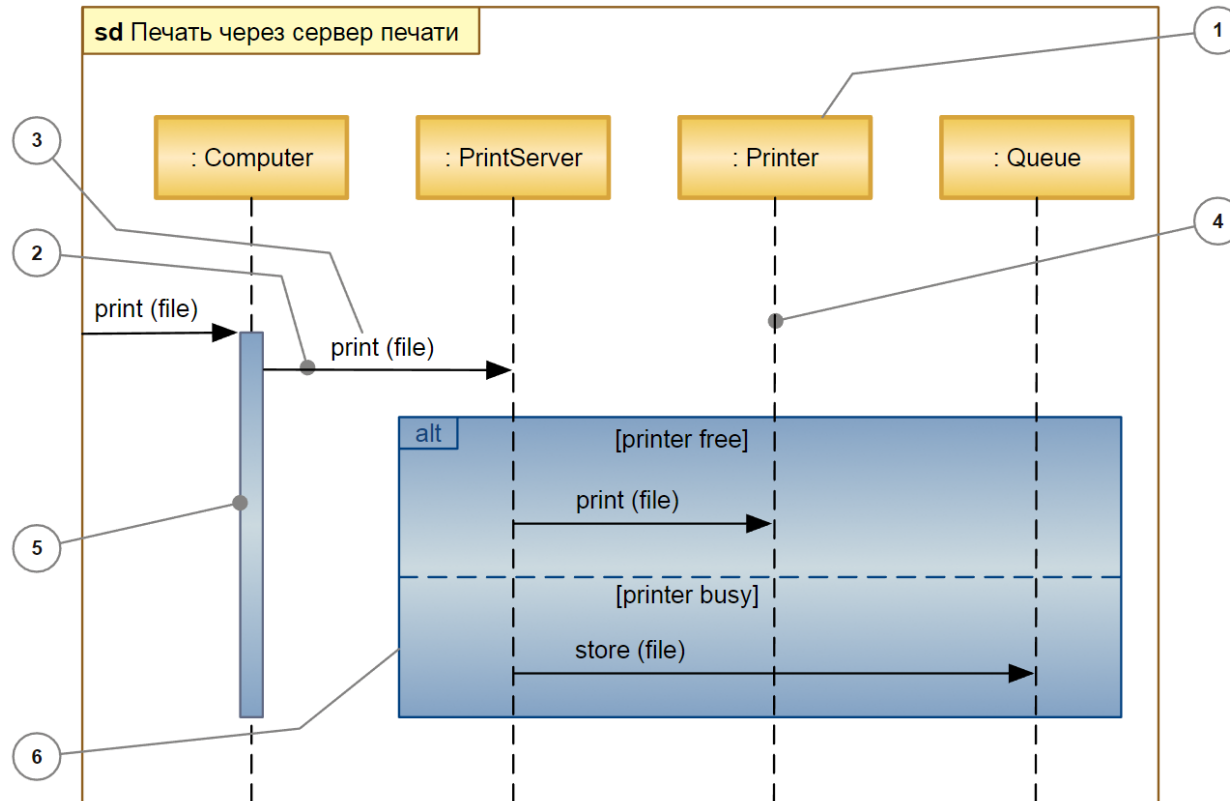 sd Печать через сервер печати
1
3
: Computer
: PrintServer
: Printer
: Queue
4
2
print (file)
print (file)
alt
[printer free]
print (file)
5
[printer busy]
store (file)
6